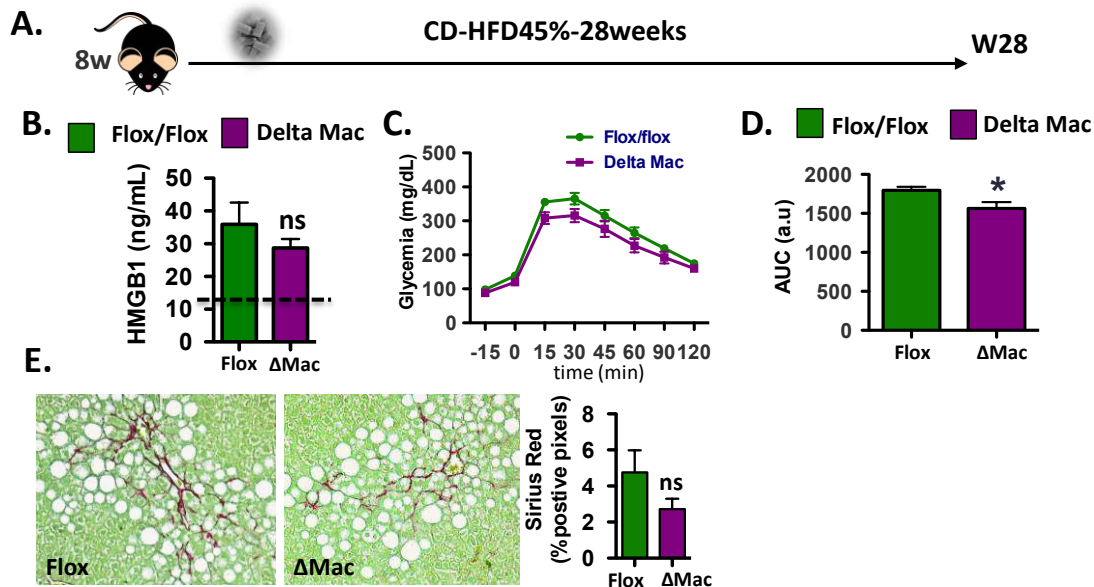 A.
8w
CD-HFD45%-28weeks
W28
B.
Flox/Flox
Delta Mac
HMGB1 (ng/mL)
50
40
30
20
10
0
ns
Flox
ΔMac
C.
Flox/flox
Delta Mac
Glycemia (mg/dL)
500
400
300
200
100
0
-15 0 15 30 45 60 90 120
time (min)
D.
Flox/Flox
Delta Mac
AUC (a.u)
2000
1500
1000
500
0
*
Flox
ΔMac
E.
Flox
ΔMac
Sirius Red
(%postive pixels)
8
6
4
2
0
ns
Flox
ΔMac